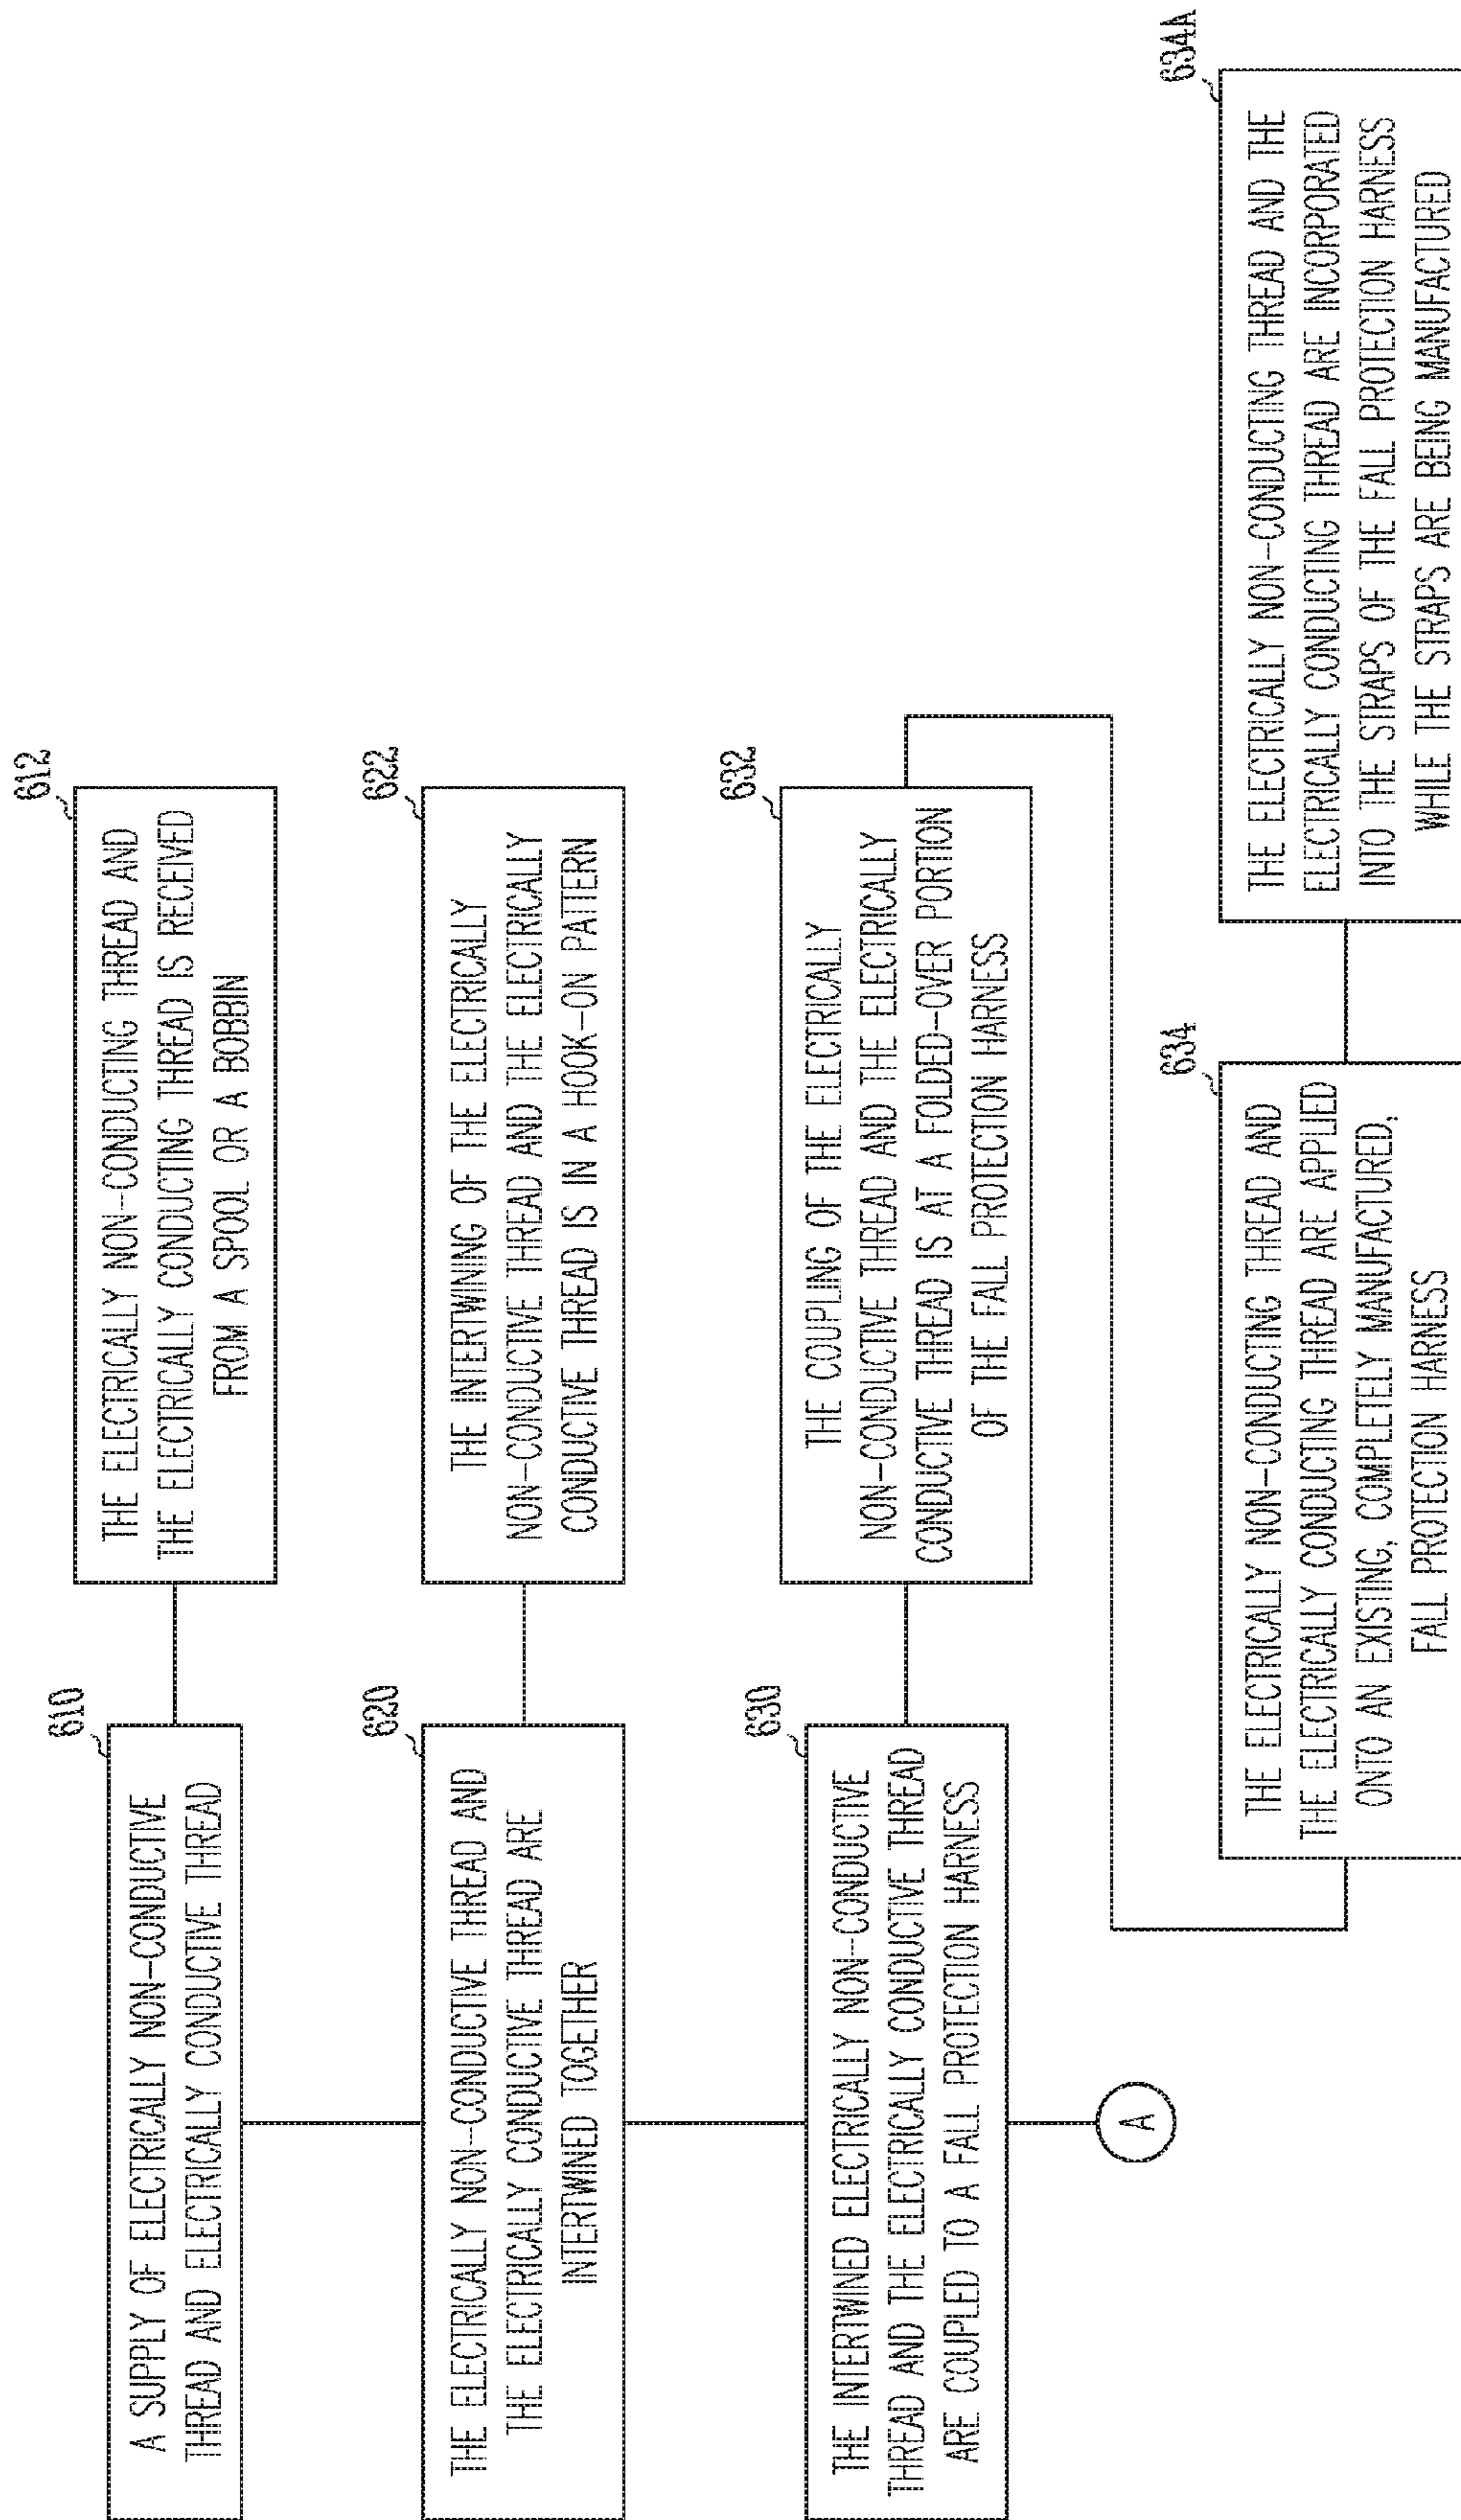 610
A SUPPLY OF ELECTRICALLY NON-CONDUCTIVE
THREAD AND ELECTRICALLY CONDUCTIVE THREAD
612
THE ELECTRICALLY NON-CONDUCTING THREAD AND
THE ELECTRICALLY CONDUCTING THREAD IS RECEIVED
FROM A SPOOL OR A BOBBIN
620
THE ELECTRICALLY NON-CONDUCTIVE THREAD AND
THE ELECTRICALLY CONDUCTIVE THREAD ARE
INTERTWINED TOGETHER
622
THE INTERTWINING OF THE ELECTRICALLY
NON-CONDUCTIVE THREAD AND THE ELECTRICALLY
CONDUCTIVE THREAD IS IN A HOOK-ON PATTERN
630
THE INTERTWINED ELECTRICALLY NON-CONDUCTIVE
THREAD AND THE ELECTRICALLY CONDUCTIVE THREAD
ARE COUPLED TO A FALL PROTECTION HARNESS
632
THE COUPLING OF THE ELECTRICALLY
NON-CONDUCTIVE THREAD AND THE ELECTRICALLY
CONDUCTIVE THREAD IS AT A FOLDED-OVER PORTION
OF THE FALL PROTECTION HARNESS
A
634
THE ELECTRICALLY NON-CONDUCTING THREAD AND
THE ELECTRICALLY CONDUCTING THREAD ARE APPLIED
ONTO AN EXISTING, COMPLETELY MANUFACTURED,
FALL PROTECTION HARNESS
634A
THE ELECTRICALLY NON-CONDUCTING THREAD AND THE
ELECTRICALLY CONDUCTING THREAD ARE INCORPORATED
INTO THE STRAPS OF THE FALL PROTECTION HARNESS
WHILE THE STRAPS ARE BEING MANUFACTURED